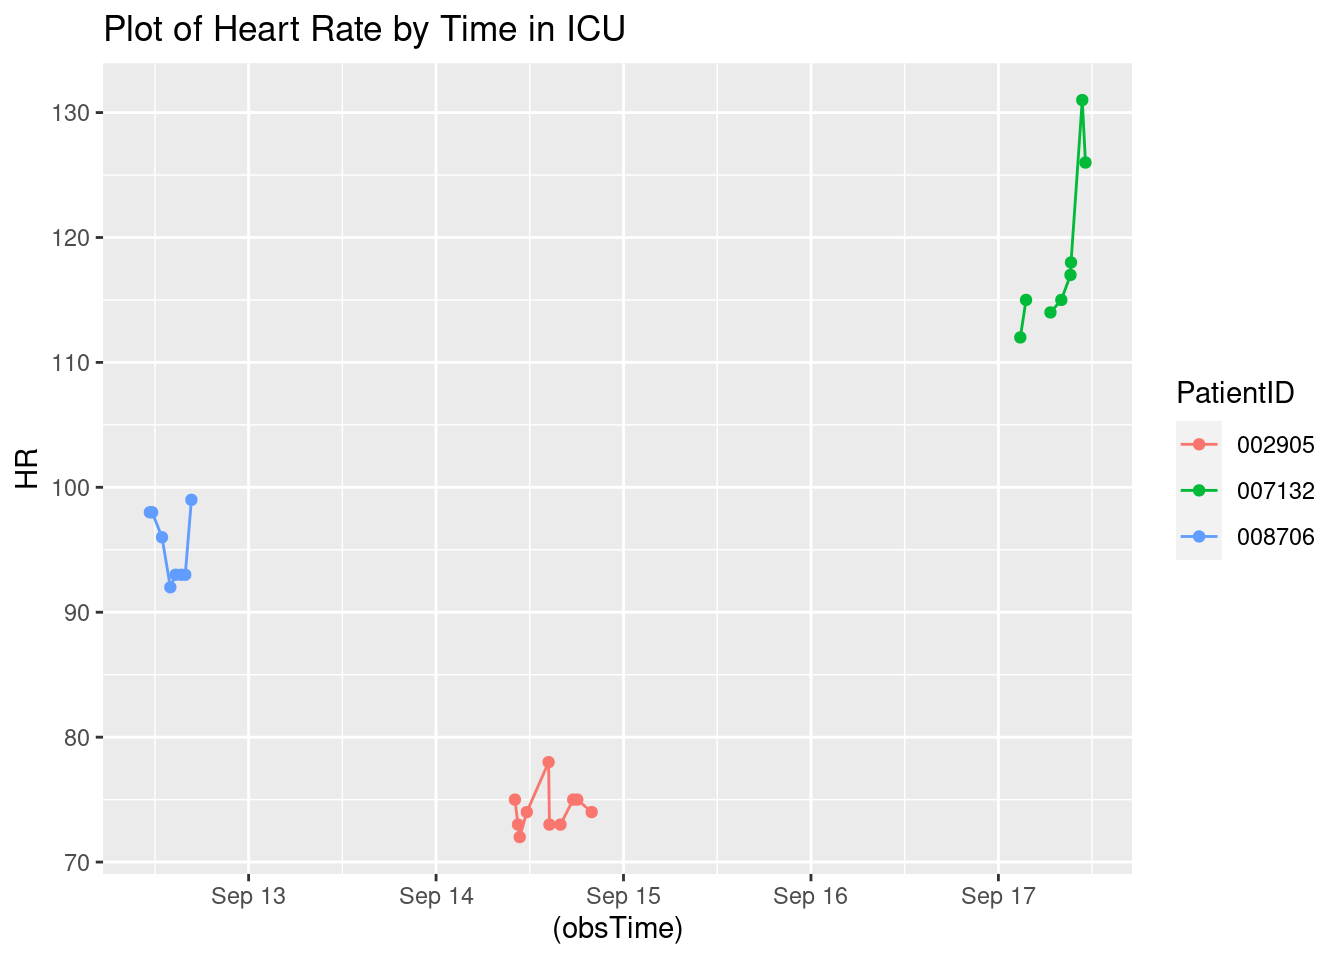 Plot of Heart Rate by Time in ICU
130
120
110
100
90
80
70
HR
Sep 13
Sep 14
Sep 15
Sep 16
Sep 17
(obsTime)
PatientID
002905
007132
008706